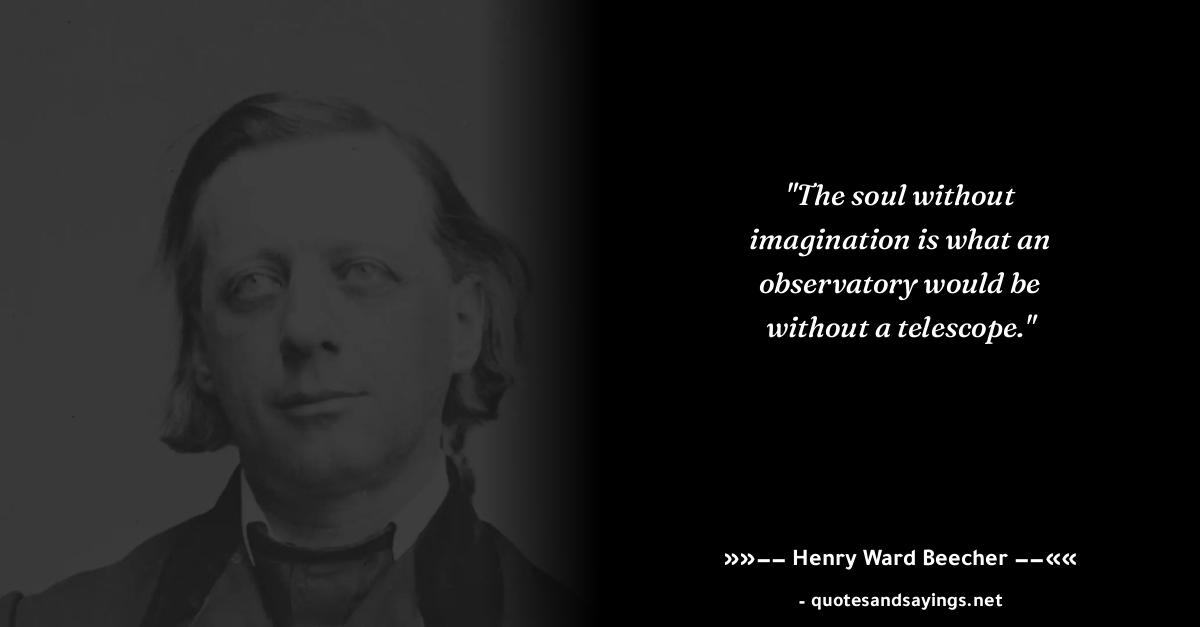 "The soul without
imagination is what an
observatory would be
without a telescope."
»»–– Henry Ward Beecher ––««
- quotesandsayings.net